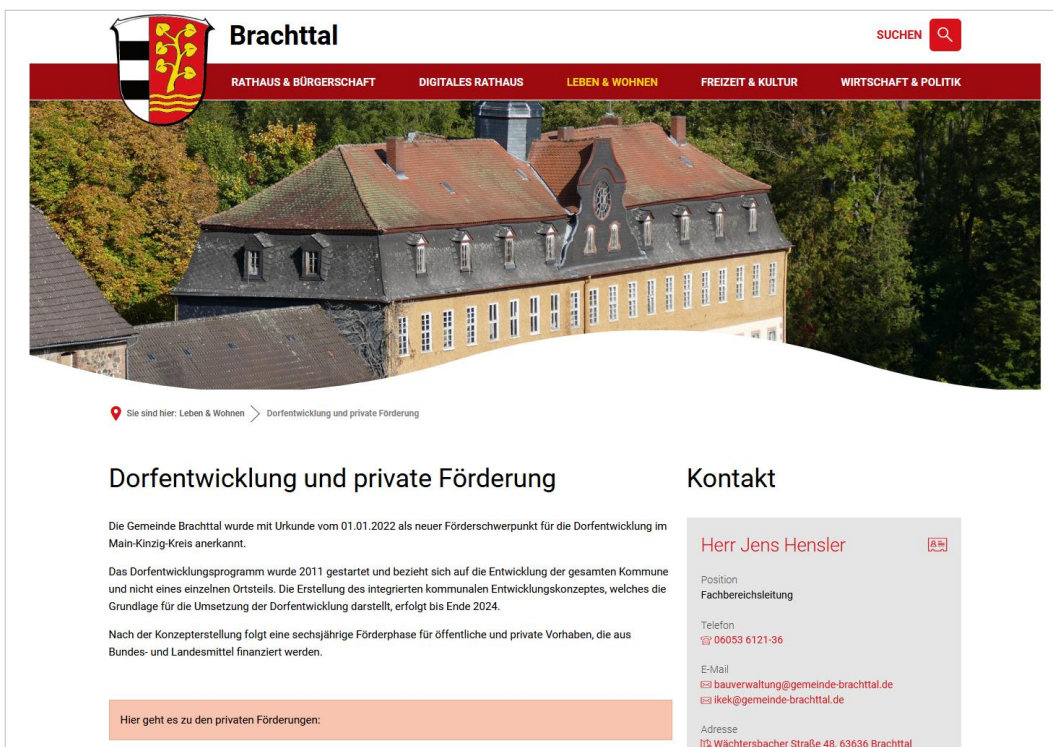 Brachttal
SUCHEN
RATHAUS & BÜRGERSCHAFT
DIGITALES RATHAUS
LEBEN & WOHNEN
FREIZEIT & KULTUR
WIRTSCHAFT & POLITIK
Sie sind hier: Leben & Wohnen
Dorfentwicklung und private Förderung
Dorfentwicklung und private Förderung
Die Gemeinde Brachttal wurde mit Urkunde vom 01.01.2022 als neuer Förderschwerpunkt für die Dorfentwicklung im
Main-Kinzig-Kreis anerkannt.
Das Dorfentwicklungsprogramm wurde 2011 gestartet und bezieht sich auf die Entwicklung der gesamten Kommune
und nicht eines einzelnen Ortsteils. Die Erstellung des integrierten kommunalen Entwicklungskonzeptes, welches die
Grundlage für die Umsetzung der Dorfentwicklung darstellt, erfolgt bis Ende 2024.
Nach der Konzepterstellung folgt eine sechsjährige Förderphase für öffentliche und private Vorhaben, die aus
Bundes- und Landesmittel finanziert werden.
Hier geht es zu den privaten Förderungen:
Kontakt
Herr Jens Hensler
Position
Fachbereichsleitung
Telefon
06053 6121-36
E-Mail
bauverwaltung@gemeinde-brachttal.de
ikek@gemeinde-brachttal.de
Adresse
Wächtersbacher Straße 48, 63636 Brachttal